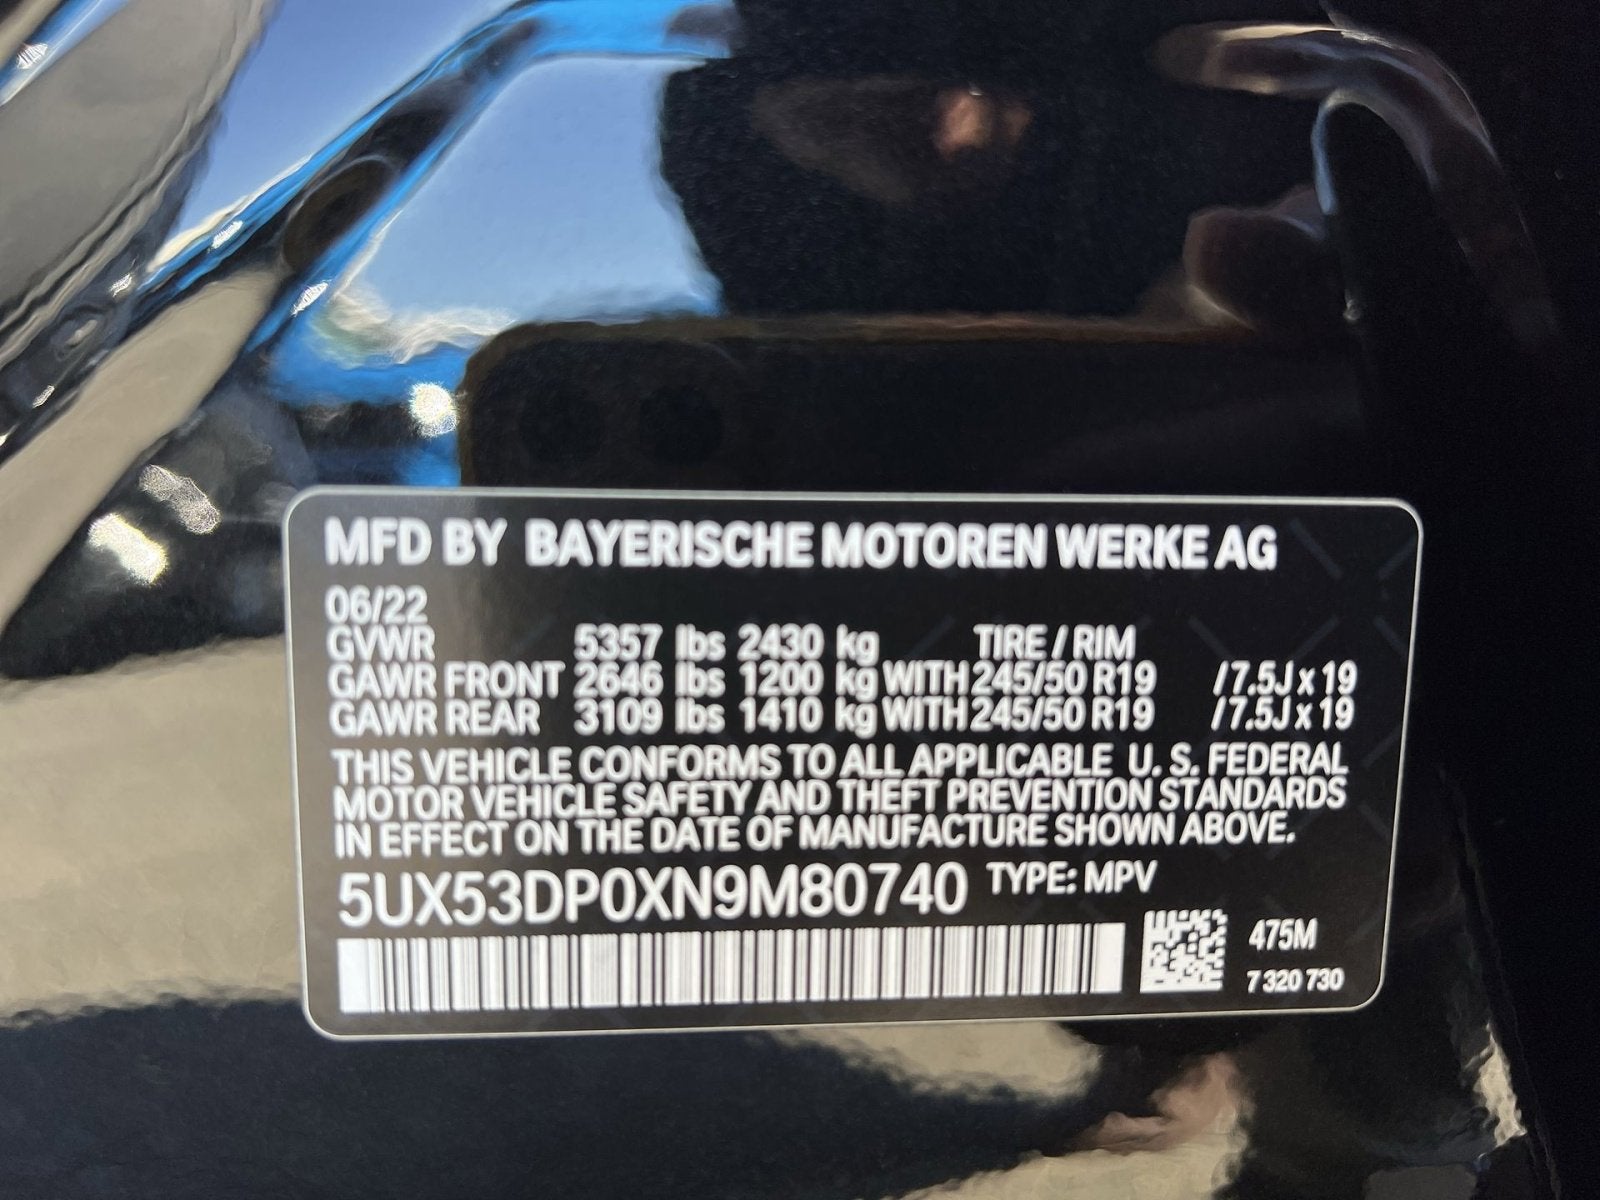 MFD BY BAYERISCHE MOTOREN WERKE AG
06/22
GVWR 5357 lbs 2430 kg TIRE / RIM
GAWR FRONT 2646 lbs 1200 kg WITH 245/50 R19 / 7.5J x 19
GAWR REAR 3109 lbs 1410 kg WITH 245/50 R19 / 7.5J x 19
THIS VEHICLE CONFORMS TO ALL APPLICABLE U. S. FEDERAL
MOTOR VEHICLE SAFETY AND THEFT PREVENTION STANDARDS
IN EFFECT ON THE DATE OF MANUFACTURE SHOWN ABOVE.
5UX53DP0XN9M80740 TYPE: MPV
475M
7 320 730